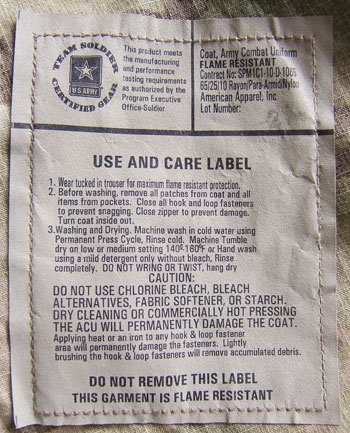 TEAM SOLDIER
U.S. ARMY
CERTIFIED GEAR
This product meets
the manufacturing
and performance
testing requirements
as authorized by the
Program Executive
Office-Soldier
Coat, Army Combat Uniform
FLAME RESISTANT
Contract No: SPM1C1-10-D-1065
65/25/10 Rayon/Para-Aramid/Nylon
American Apparel, Inc
Lot Number:
USE AND CARE LABEL
1. Wear tucked in trouser for maximum flame resistant protection.
2. Before washing, remove all patches from coat and all
items from pockets. Close all hook and loop fasteners
to prevent snagging. Close zipper to prevent damage.
Turn coat inside out.
3.Washing and Drying. Machine wash in cold water using
Permanent Press Cycle, Rinse cold. Machine Tumble
dry on low or medium setting 140°-160°F or Hand wash
using a mild detergent only without bleach, Rinse
completely. DO NOT WRING OR TWIST, hang dry
CAUTION:
DO NOT USE CHLORINE BLEACH, BLEACH
ALTERNATIVES, FABRIC SOFTENER, OR STARCH.
DRY CLEANING OR COMMERCIALLY HOT PRESSING
THE ACU WILL PERMANENTLY DAMAGE THE COAT.
Applying heat or an iron to any hook & loop fastener
area will permanently damage the fasteners. Lightly
brushing the hook & loop fasteners will remove accumulated debris.
DO NOT REMOVE THIS LABEL
THIS GARMENT IS FLAME RESISTANT